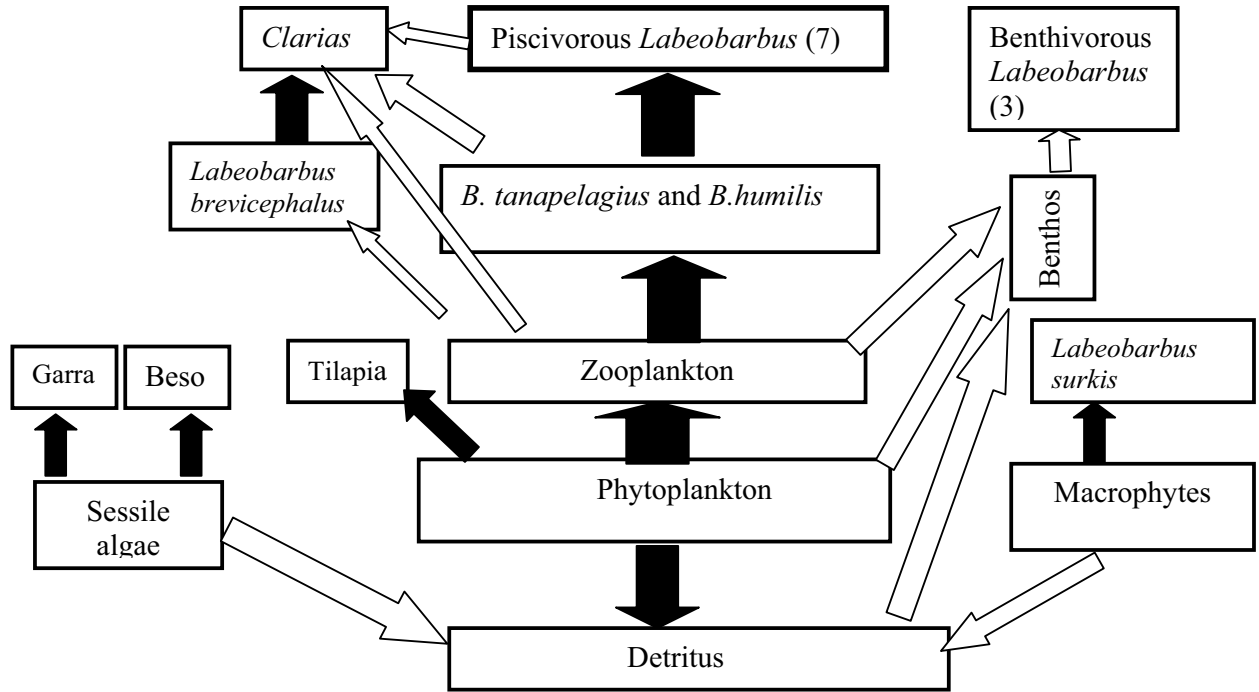 Clarias
Piscivorous Labeobarbus (7)
Benthivorous
Labeobarbus
(3)
Labeobarbus
brevicephalus
B. tanapelagius and B.humilis
Benthos
Garra
Beso
Tilapia
Zooplankton
Labeobarbus
surkis
Sessile
algae
Phytoplankton
Macrophytes
Detritus